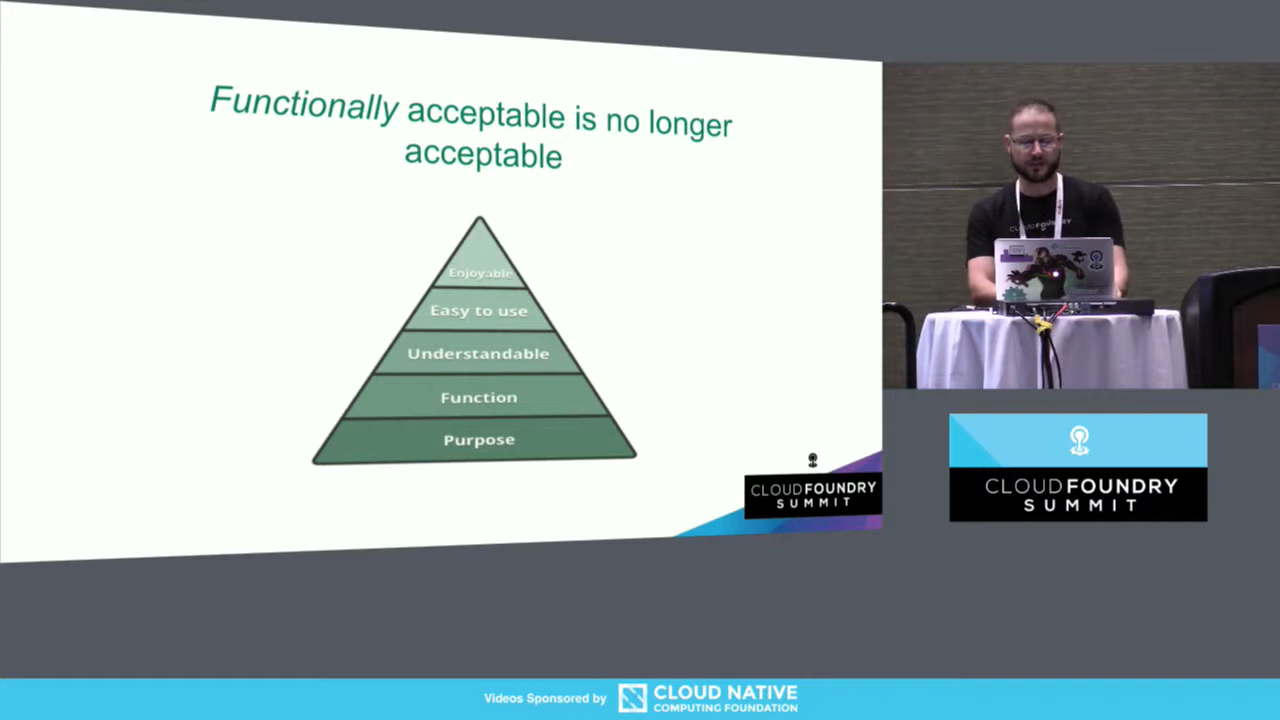 Functionally acceptable is no longer
acceptable
Enjoyable
Easy to use
Understandable
Function
Purpose
CLOUDFOUNDRY
SUMMIT
CLOUDFOUNDRY
CLOUDFOUNDRY
SUMMIT
Videos Sponsored by
CLOUD NATIVE
COMPUTING FOUNDATION